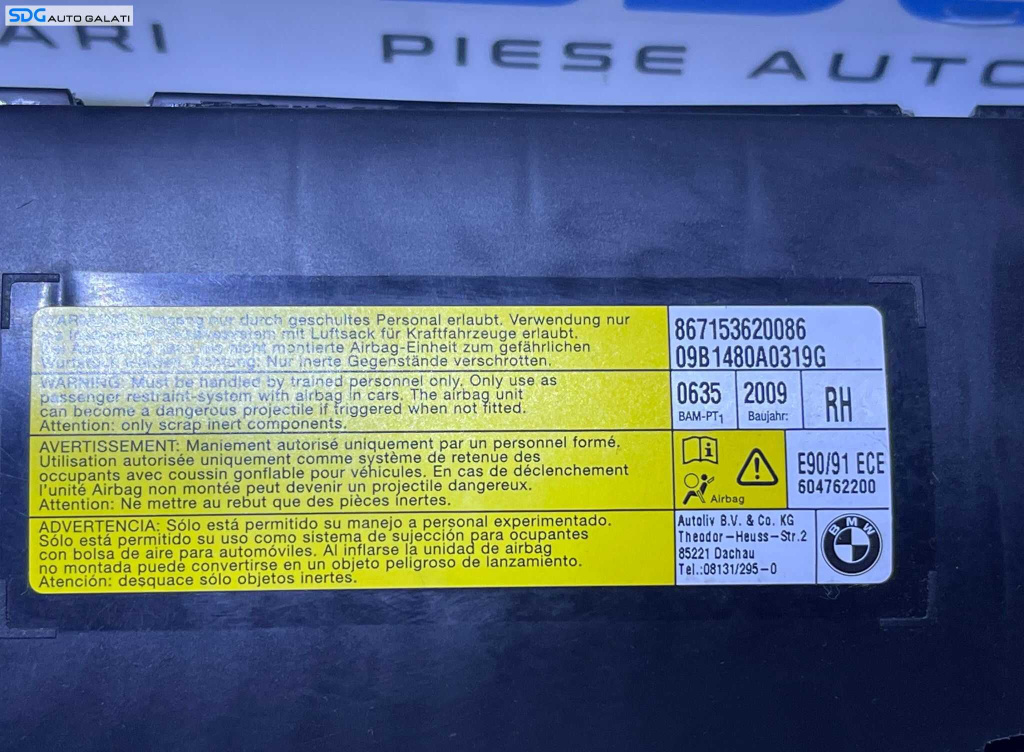 SDG AUTO GALATI
ARI PIESE AUTO
durch geschultes Personal erlaubt. Verwendung nur
mit Luftsack für Kraftfahrzeuge erlaubt.
nicht montierte Airbag-Einheit zum gefährlichen
Nur inerte Gegenstände verschrotten.
WARNING: Must be handled by trained personnel only. Only use as
passenger restraint-system with airbag in cars. The airbag unit
can become a dangerous projectile if triggered when not fitted.
Attention: only scrap inert components.
AVERTISSEMENT: Maniement autorisé uniquement par un personnel formé.
Utilisation autorisée uniquement comme système de retenue des
occupants avec coussin gonflable pour véhicules. En cas de déclenchement
l'unité Airbag non montée peut devenir un projectile dangereux.
Attention: Ne mettre au rebut que des pièces inertes.
ADVERTENCIA: Sólo está permitido su manejo a personal experimentado.
Sólo está permitido su uso como sistema de sujección para ocupantes
con bolsa de aire para automóviles. Al inflarse la unidad de airbag
no montada puede convertirse en un objeto peligroso de lanzamiento.
Atención: desquace sólo objetos inertes.
867153620086
09B1480A0319G
0635 2009 RH
BAM-PT1 Baujahr:
Airbag
E90/91 ECE
604762200
Autoliv B.V. & Co. KG
Theodor-Heuss-Str.2
85221 Dachau
Tel.:08131/295-0
BMW